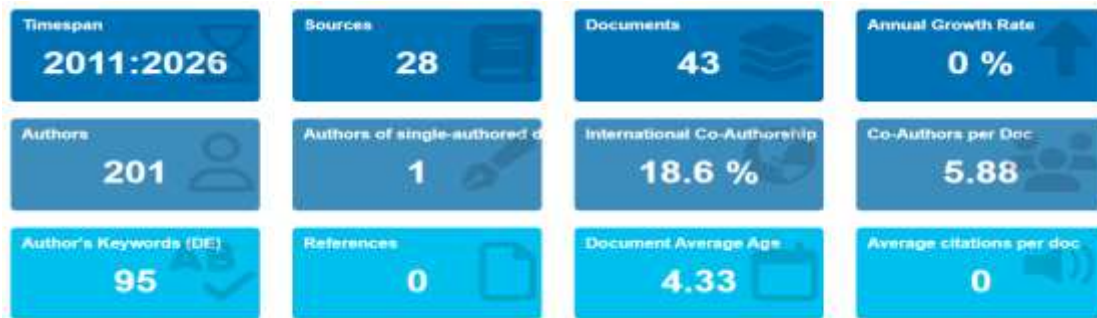 Timespan
2011:2026
Sources
28
Documents
43
Annual Growth Rate
0 %
Authors
201
Authors of single-authored d
1
International Co-Authorship
18.6 %
Co-Authors per Doc
5.88
Author's Keywords (DE)
95
References
0
Document Average Age
4.33
Average citations per doc
0